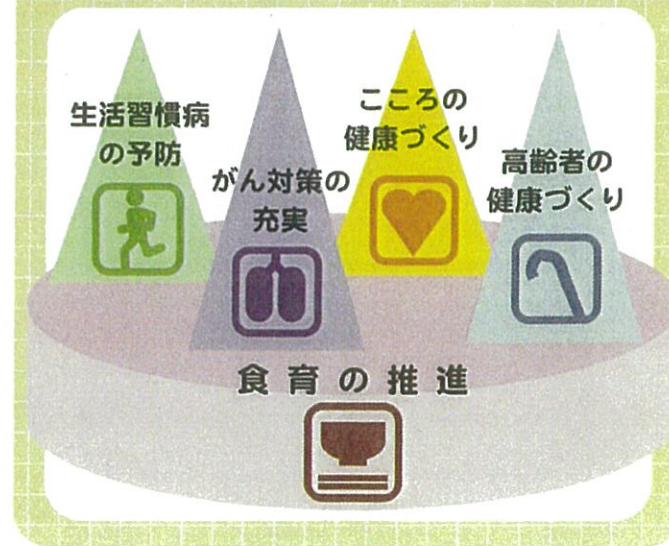 生活習慣病
の予防
がん対策の
充実
こころの
健康づくり
高齢者の
健康づくり
食育の推進